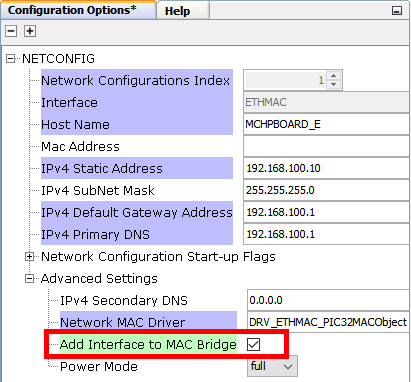 Configuration Options* Help
NETCONFIG
Network Configurations Index 1
Interface ETHMAC
Host Name MCHPBOARD_E
Mac Address
IPv4 Static Address 192.168.100.10
IPv4 SubNet Mask 255.255.255.0
IPv4 Default Gateway Address 192.168.100.1
IPv4 Primary DNS 192.168.100.1
Network Configuration Start-up Flags
Advanced Settings
IPv4 Secondary DNS 0.0.0.0
Network MAC Driver DRV_ETHMAC_PIC32MACObject
Add Interface to MAC Bridge
Power Mode full